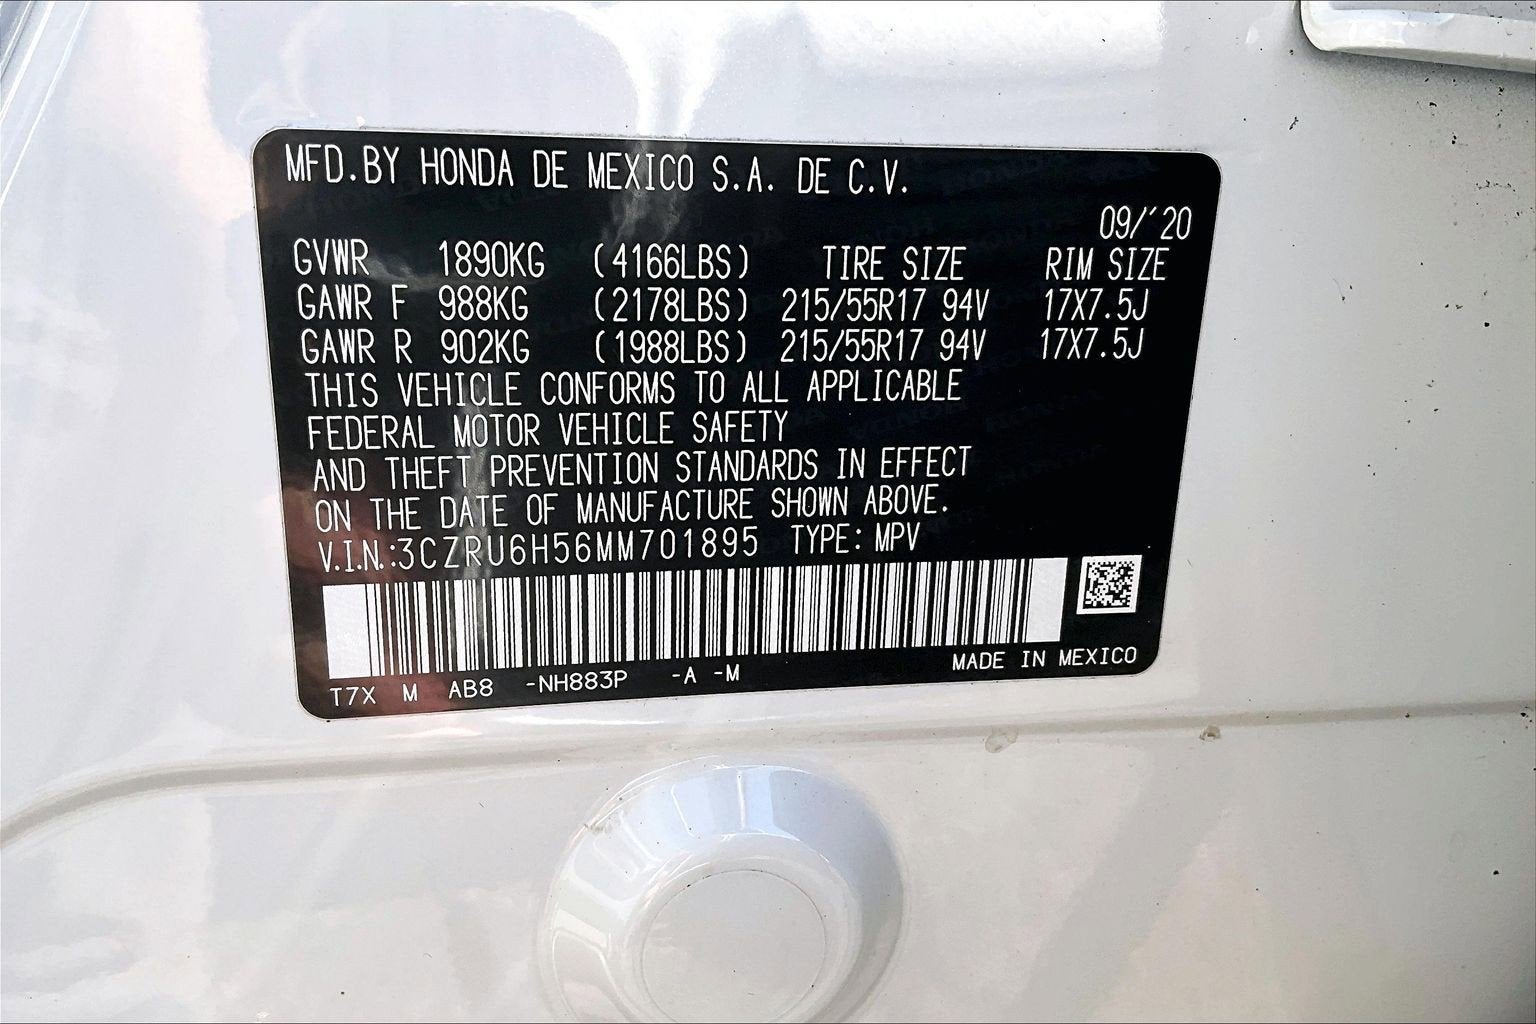 MFD.BY HONDA DE MEXICO S.A. DE C.V.
09/'20
GVWR 1890KG (4166LBS) TIRE SIZE RIM SIZE
GAWR F 988KG (2178LBS) 215/55R17 94V 17X7.5J
GAWR R 902KG (1988LBS) 215/55R17 94V 17X7.5J
THIS VEHICLE CONFORMS TO ALL APPLICABLE
FEDERAL MOTOR VEHICLE SAFETY
AND THEFT PREVENTION STANDARDS IN EFFECT
ON THE DATE OF MANUFACTURE SHOWN ABOVE.
V.I.N.:3CZRU6H56MM701895 TYPE: MPV
T7X M AB8 -NH883P -A -M MADE IN MEXICO